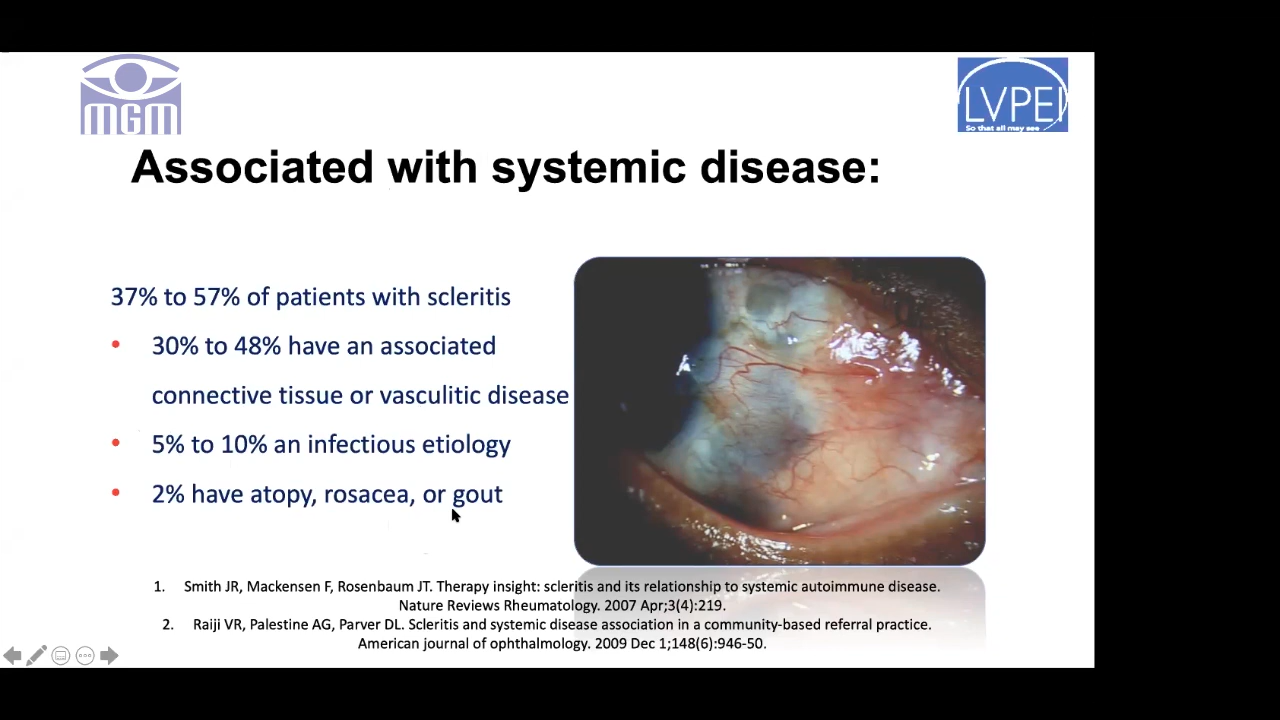 MGM
LVPEI
So that all may see
Associated with systemic disease:
37% to 57% of patients with scleritis
• 30% to 48% have an associated
connective tissue or vasculitic disease
• 5% to 10% an infectious etiology
• 2% have atopy, rosacea, or gout
1. Smith JR, Mackensen F, Rosenbaum JT. Therapy insight: scleritis and its relationship to systemic autoimmune disease.
Nature Reviews Rheumatology. 2007 Apr;3(4):219.
2. Raiji VR, Palestine AG, Parver DL. Scleritis and systemic disease association in a community-based referral practice.
American journal of ophthalmology. 2009 Dec 1;148(6):946-50.